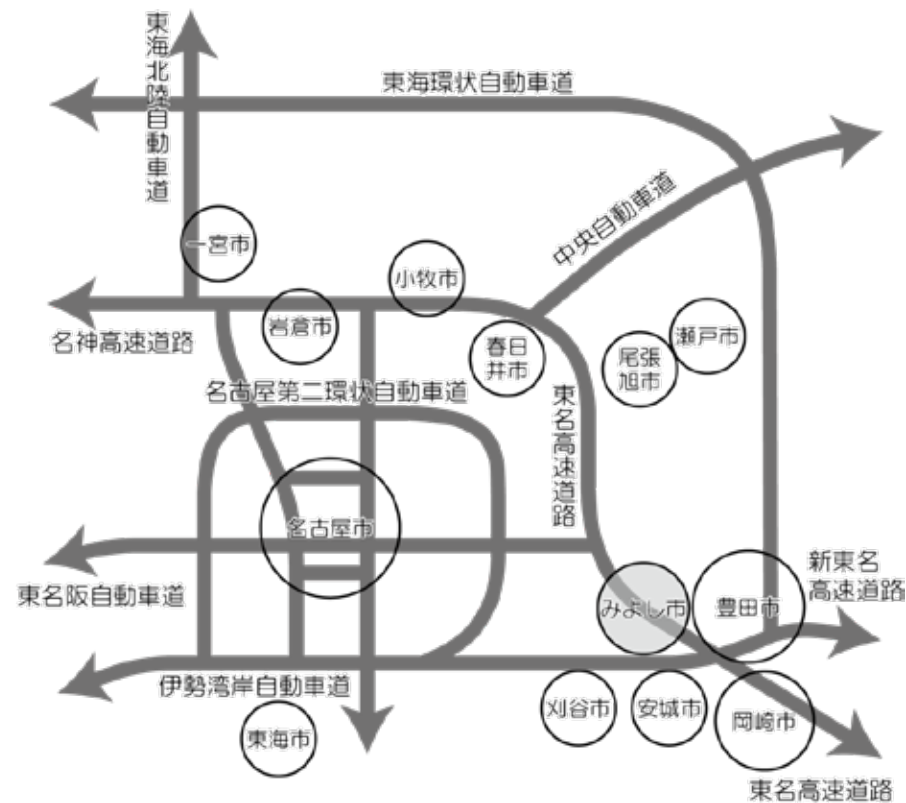 東海北陸自動車道
東海環状自動車道
中央自動車道
一宮市
小牧市
岩倉市
名神高速道路
春日
井市
尾張
旭市
瀬戸市
名古屋第二環状自動車道
東名高速道路
名古屋市
東名阪自動車道
みよし市
豊田市
新東名
高速道路
伊勢湾岸自動車道
東海市
刈谷市
安城市
岡崎市
東名高速道路